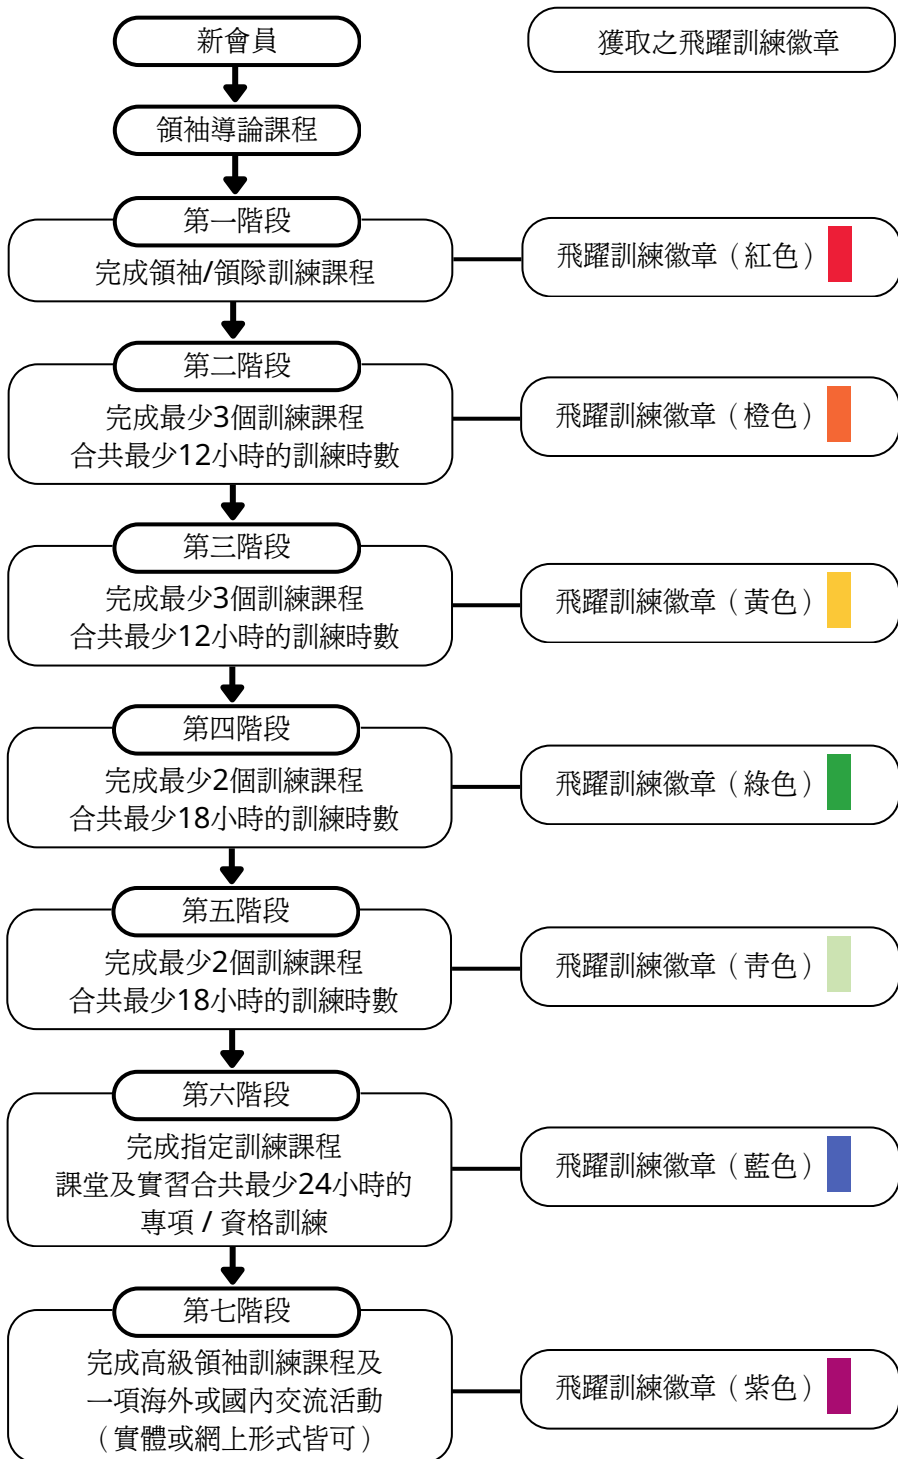 新會員
獲取之飛躍訓練徽章
領袖導論課程
第一階段
完成領袖/領隊訓練課程
飛躍訓練徽章（紅色）
第二階段
完成最少3個訓練課程
合共最少12小時的訓練時數
飛躍訓練徽章（橙色）
第三階段
完成最少3個訓練課程
合共最少12小時的訓練時數
飛躍訓練徽章（黃色）
第四階段
完成最少2個訓練課程
合共最少18小時的訓練時數
飛躍訓練徽章（綠色）
第五階段
完成最少2個訓練課程
合共最少18小時的訓練時數
飛躍訓練徽章（青色）
第六階段
完成指定訓練課程
課堂及實習合共最少24小時的
專項 / 資格訓練
飛躍訓練徽章（藍色）
第七階段
完成高級領袖訓練課程及
一項海外或國內交流活動
（實體或網上形式皆可）
飛躍訓練徽章（紫色）